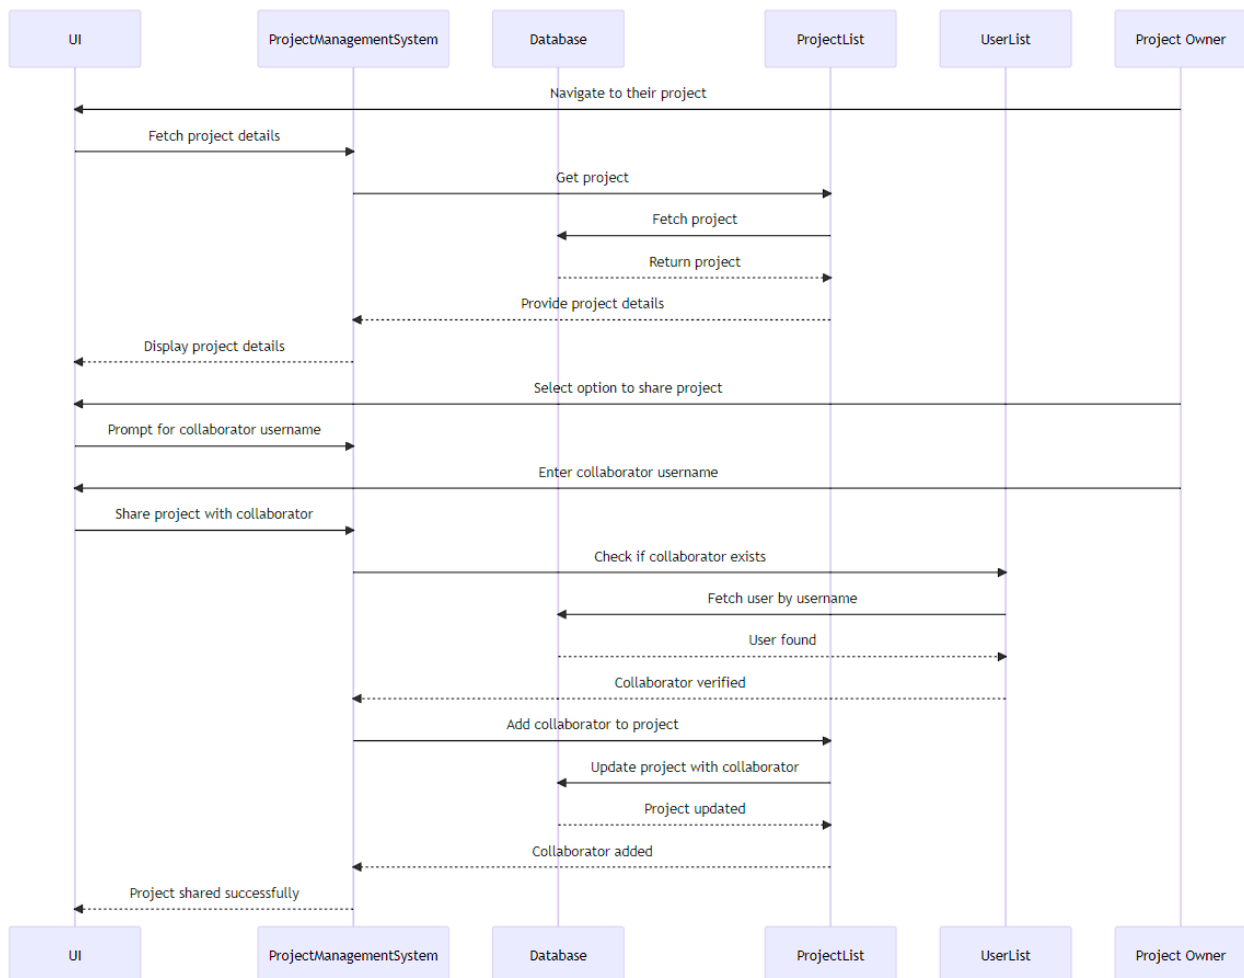 UI
ProjectManagementSystem
Database
ProjectList
UserList
Project Owner
Navigate to their project
Fetch project details
Get project
Fetch project
Return project
Provide project details
Display project details
Select option to share project
Prompt for collaborator username
Enter collaborator username
Share project with collaborator
Check if collaborator exists
Fetch user by username
User found
Collaborator verified
Add collaborator to project
Update project with collaborator
Project updated
Collaborator added
Project shared successfully
UI
ProjectManagementSystem
Database
ProjectList
UserList
Project Owner